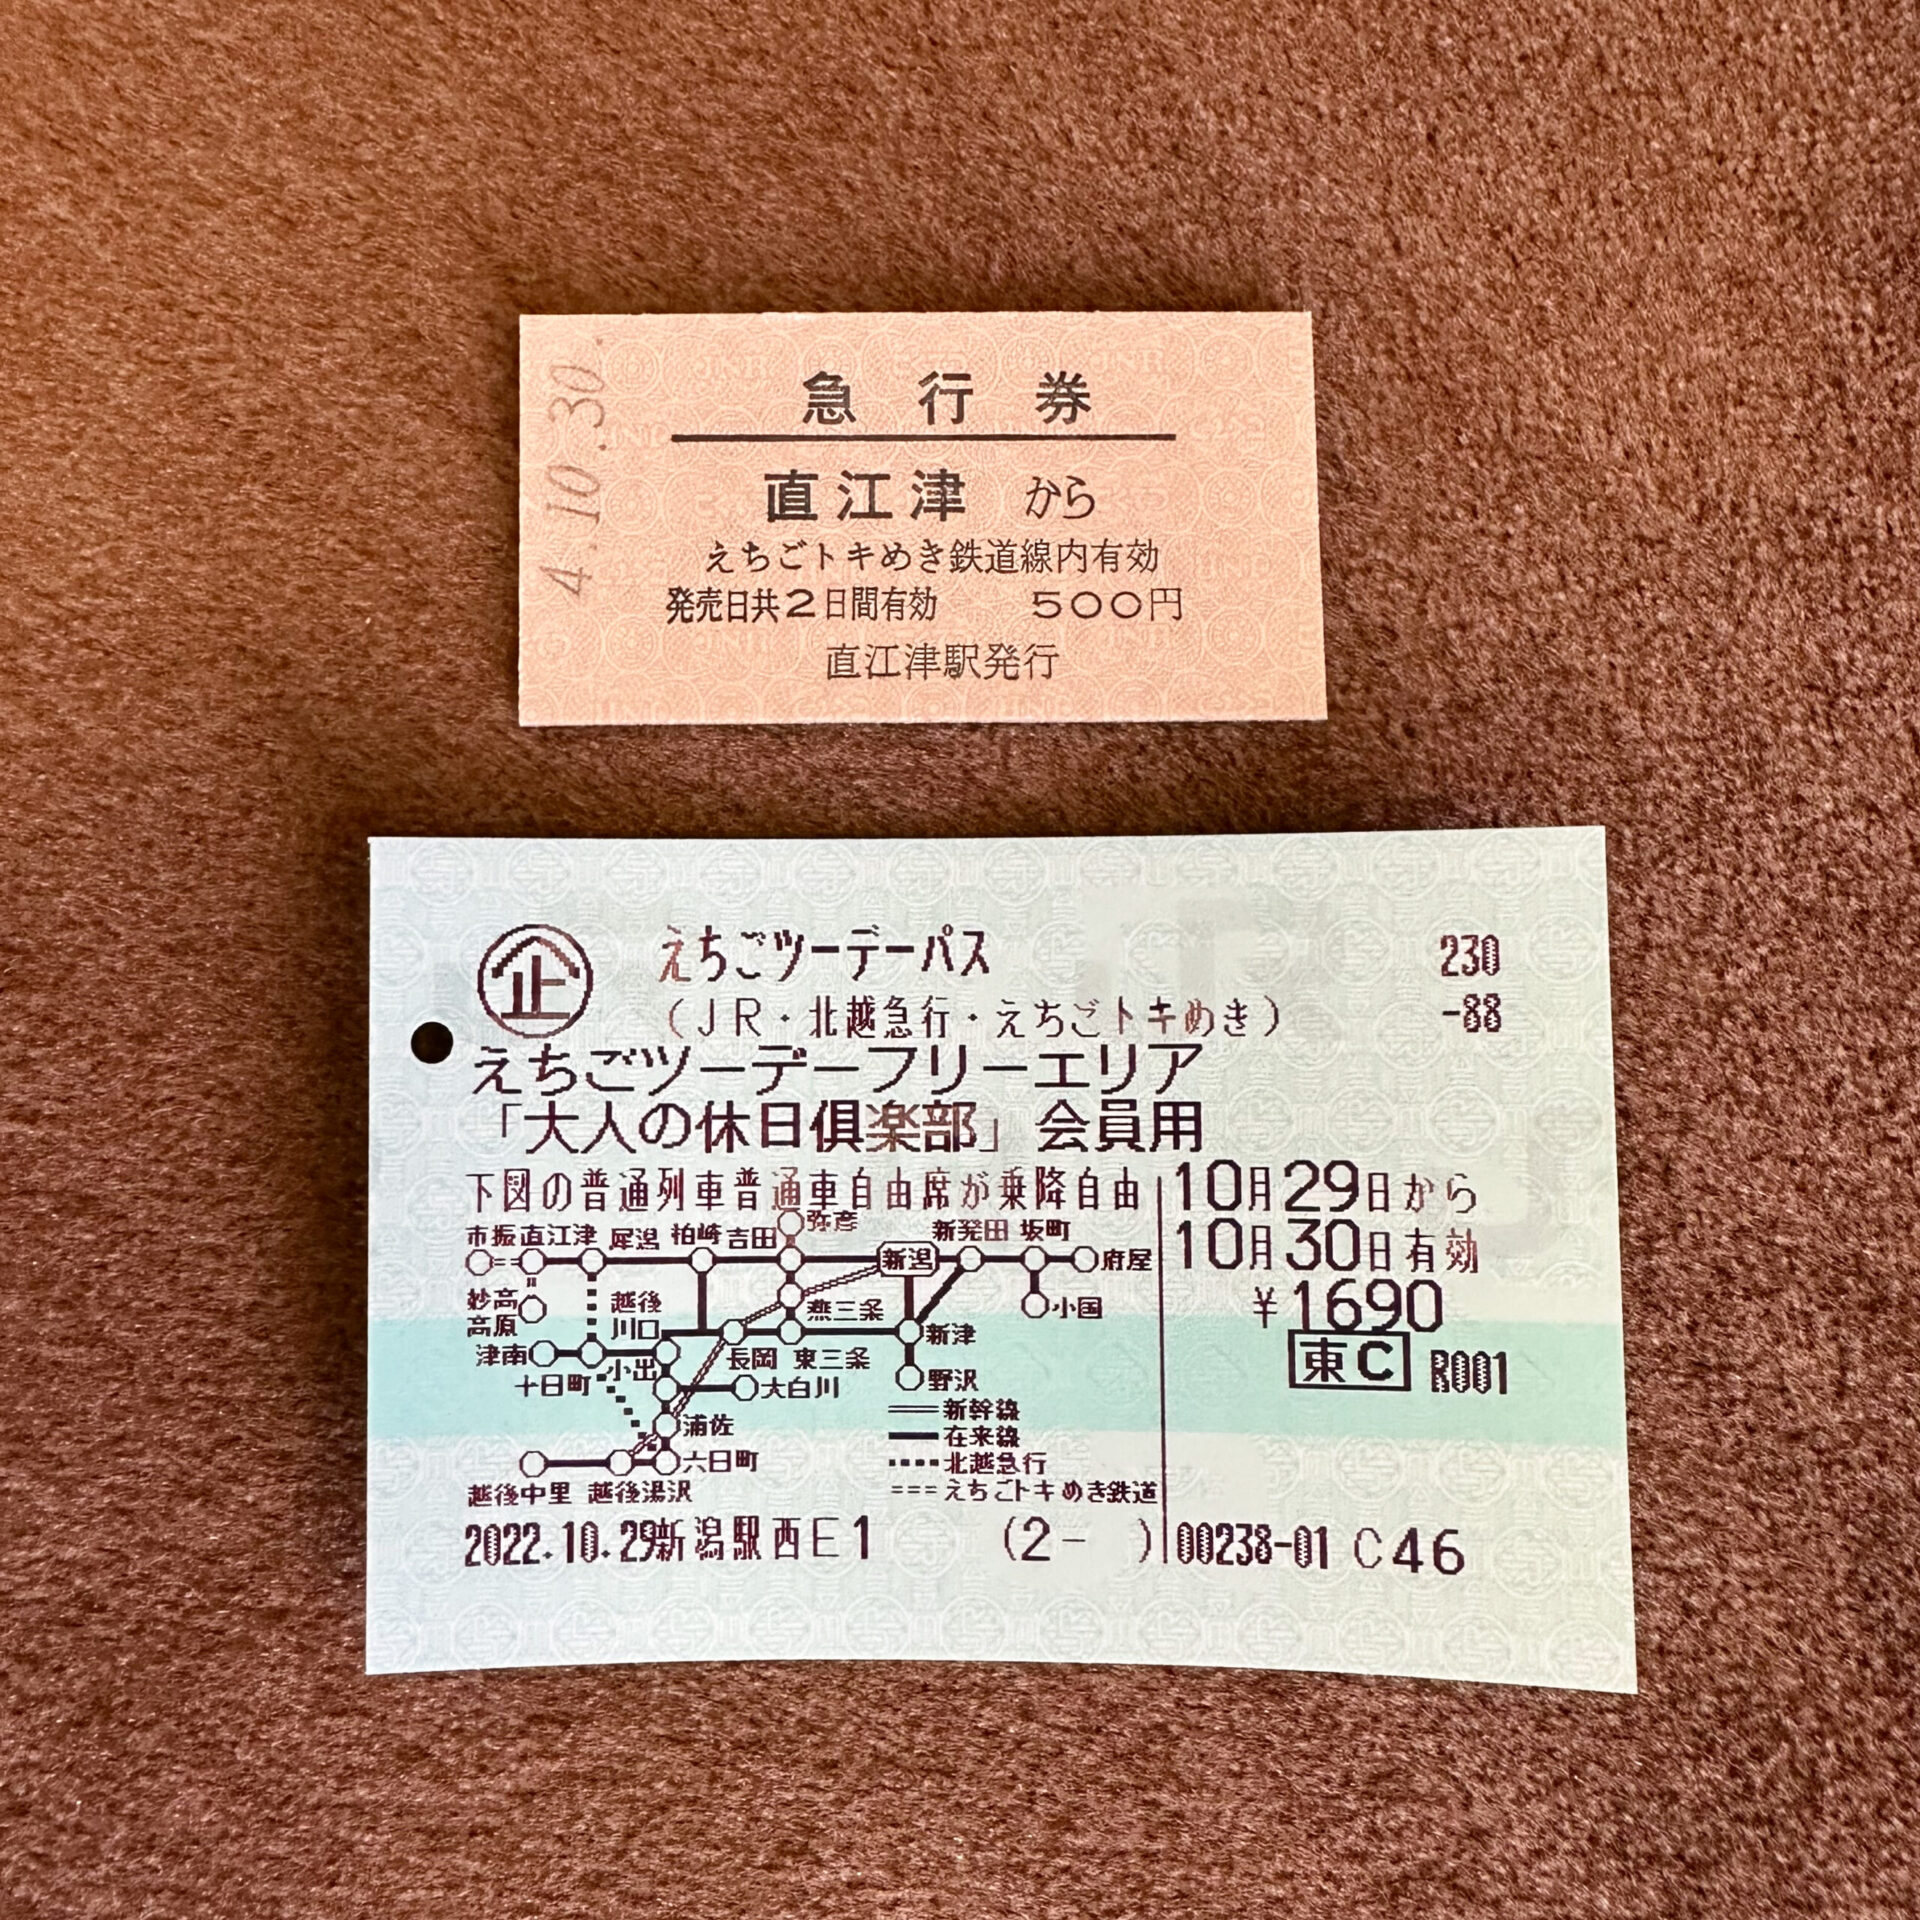 4.10.30.
急行券
直江津から
えちごトキめき鉄道線内有効
発売日共2日間有効 500円
直江津駅発行
企 えちごツーデーパス 230
(JR・北越急行・えちごトキめき) -88
えちごツーデーフリーエリア
「大人の休日倶楽部」会員用
下図の普通列車普通車自由席が乗降自由
10月29日から
10月30日有効
¥1690
東C R001
弥彦
市振 直江津 犀潟 柏崎 吉田 新潟 新発田 坂町 府屋
妙高高原
越後川口
燕三条
小国
津南
十日町
小出
長岡 東三条
新津
大白川
野沢
浦佐
六日町
越後中里 越後湯沢
新幹線
在来線
北越急行
えちごトキめき鉄道
2022.10.29新潟駅西E1 (2- ) 00238-01 C46